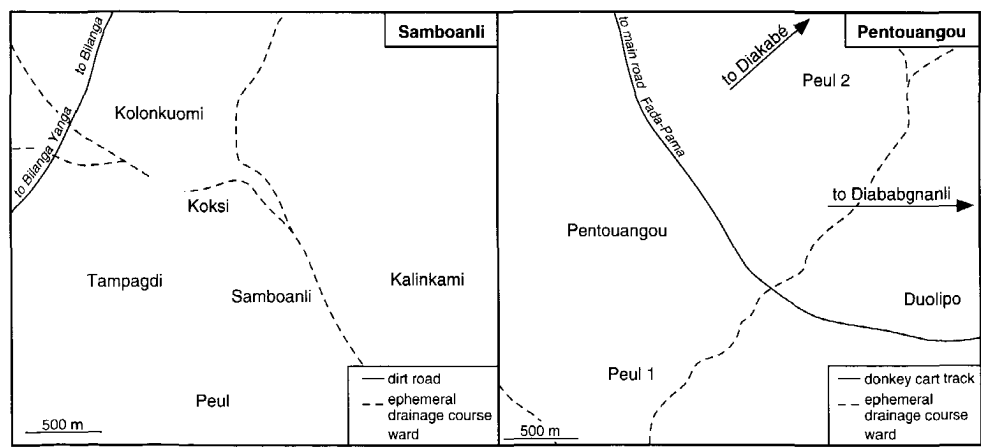 Samboanli
to Bilanga
to Bilanga Yanga
Kolonkuomi
Koksi
Tampagdi
Samboanli
Kalinkami
Peul
500 m
dirt road
ephemeral
drainage course
ward
Pentouangou
to Diakabé
Peul 2
to main road Fada-Pama
to Diababgnanli
Pentouangou
Duolipo
Peul 1
500 m
donkey cart track
ephemeral
drainage course
ward